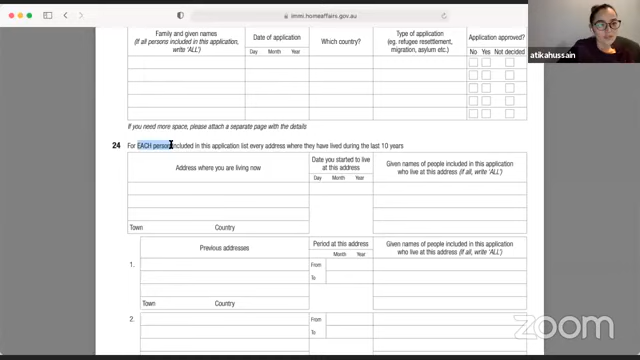 immi.homeaffairs.gov.au
Family and given names
(If all persons included in this application, write 'ALL')
Date of application
Day Month Year
Which country?
Type of application
(eg. refugee resettlement, migration, asylum etc.)
Application approved?
No Yes Not decided
If you need more space, please attach a separate page with the details
24 For EACH person included in this application list every address where they have lived during the last 10 years
Address where you are living now
Date you started to live at this address
Day Month Year
Given names of people included in this application who live at this address (If all, write 'ALL')
Town Country
Previous addresses
Period at this address
Month Year
Given names of people included in this application who live at this address (If all, write 'ALL')
1.
From
To
Town Country
2.
From
To
atikahussain
zoom